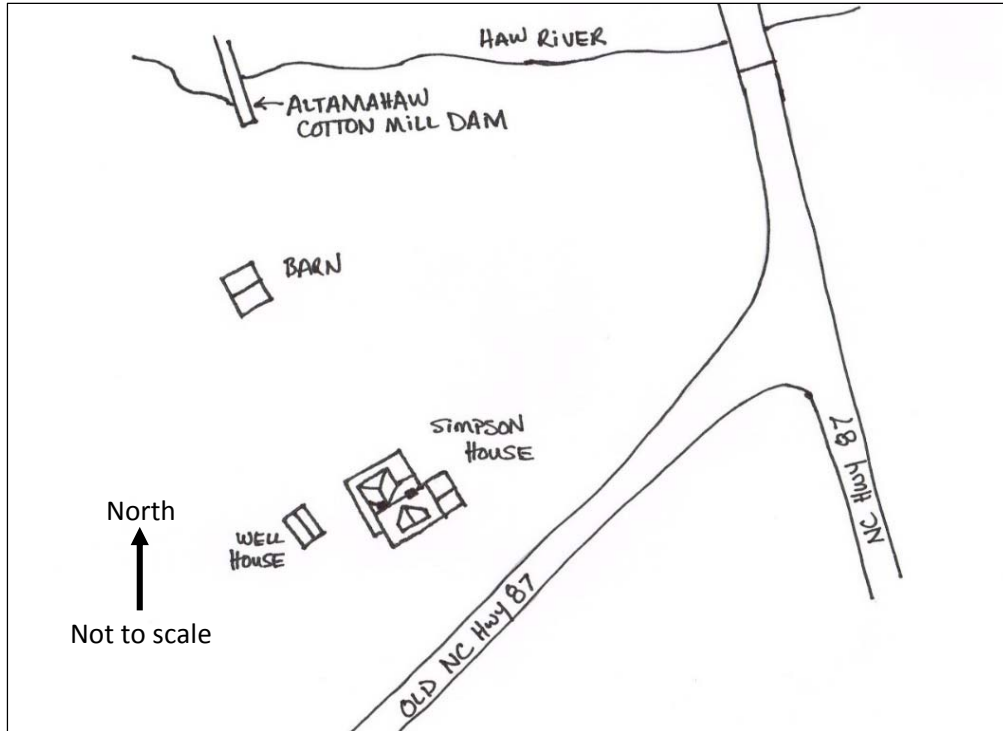 HAW RIVER
ALTAMAHAW
COTTON MILL DAM
BARN
SIMPSON
HOUSE
NC Hwy 87
North
WELL
HOUSE
Not to scale
OLD NC Hwy 87